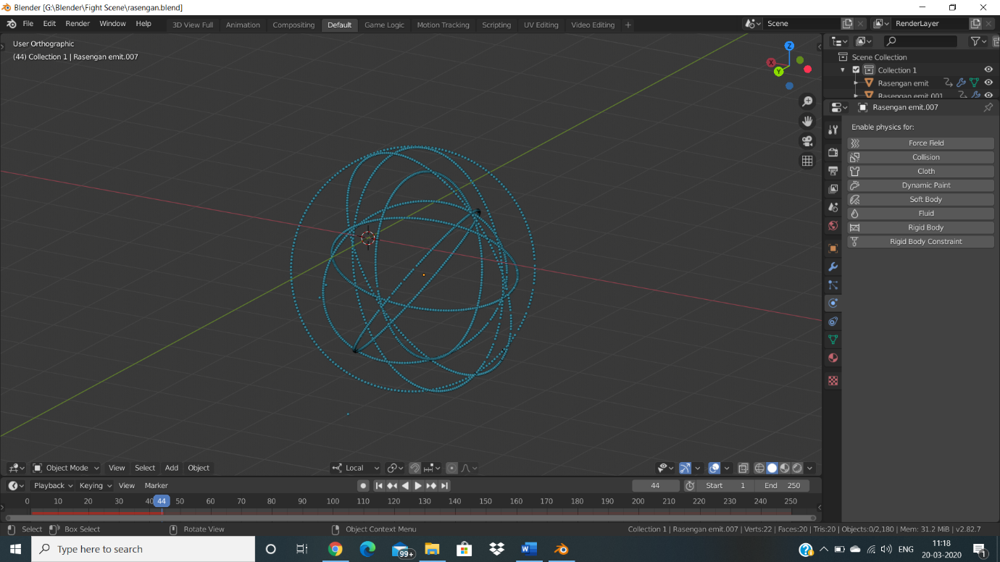 Blender [G:\Blender\Fight Scene\rasengan.blend]
File Edit Render Window Help 3D View Full Animation Compositing Default Game Logic Motion Tracking Scripting UV Editing Video Editing + Scene RenderLayer
User Orthographic
(44) Collection 1 | Rasengan emit.007
Z
X
Y
Scene Collection
Collection 1
Rasengan emit
Rasengan emit.001
Rasengan emit.007
Enable physics for:
Force Field
Collision
Cloth
Dynamic Paint
Soft Body
Fluid
Rigid Body
Rigid Body Constraint
Object Mode View Select Add Object Local
Playback Keying View Marker 44 Start 1 End 250
0 10 20 30 40 44 50 60 70 80 90 100 110 120 130 140 150 160 170 180 190 200 210 220 230 240 250
Select Box Select Rotate View Object Context Menu Collection 1 | Rasengan emit.007 | Verts:22 | Faces:20 | Tris:20 | Objects:0/2,180 | Mem: 31.2 MiB | v2.82.7
Type here to search 99+ W ENG 11:18
20-03-2020 1